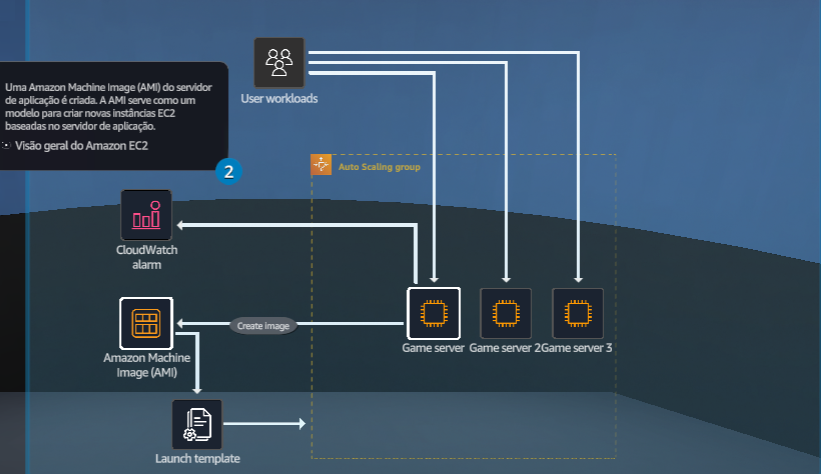 User workloads
Uma Amazon Machine Image (AMI) do servidor
de aplicação é criada. A AMI serve como um
modelo para criar novas instâncias EC2
baseadas no servidor de aplicação.
Visão geral do Amazon EC2
2
Auto Scaling group
CloudWatch
alarm
Create image
Game server
Game server 2
Game server 3
Amazon Machine
Image (AMI)
Launch template